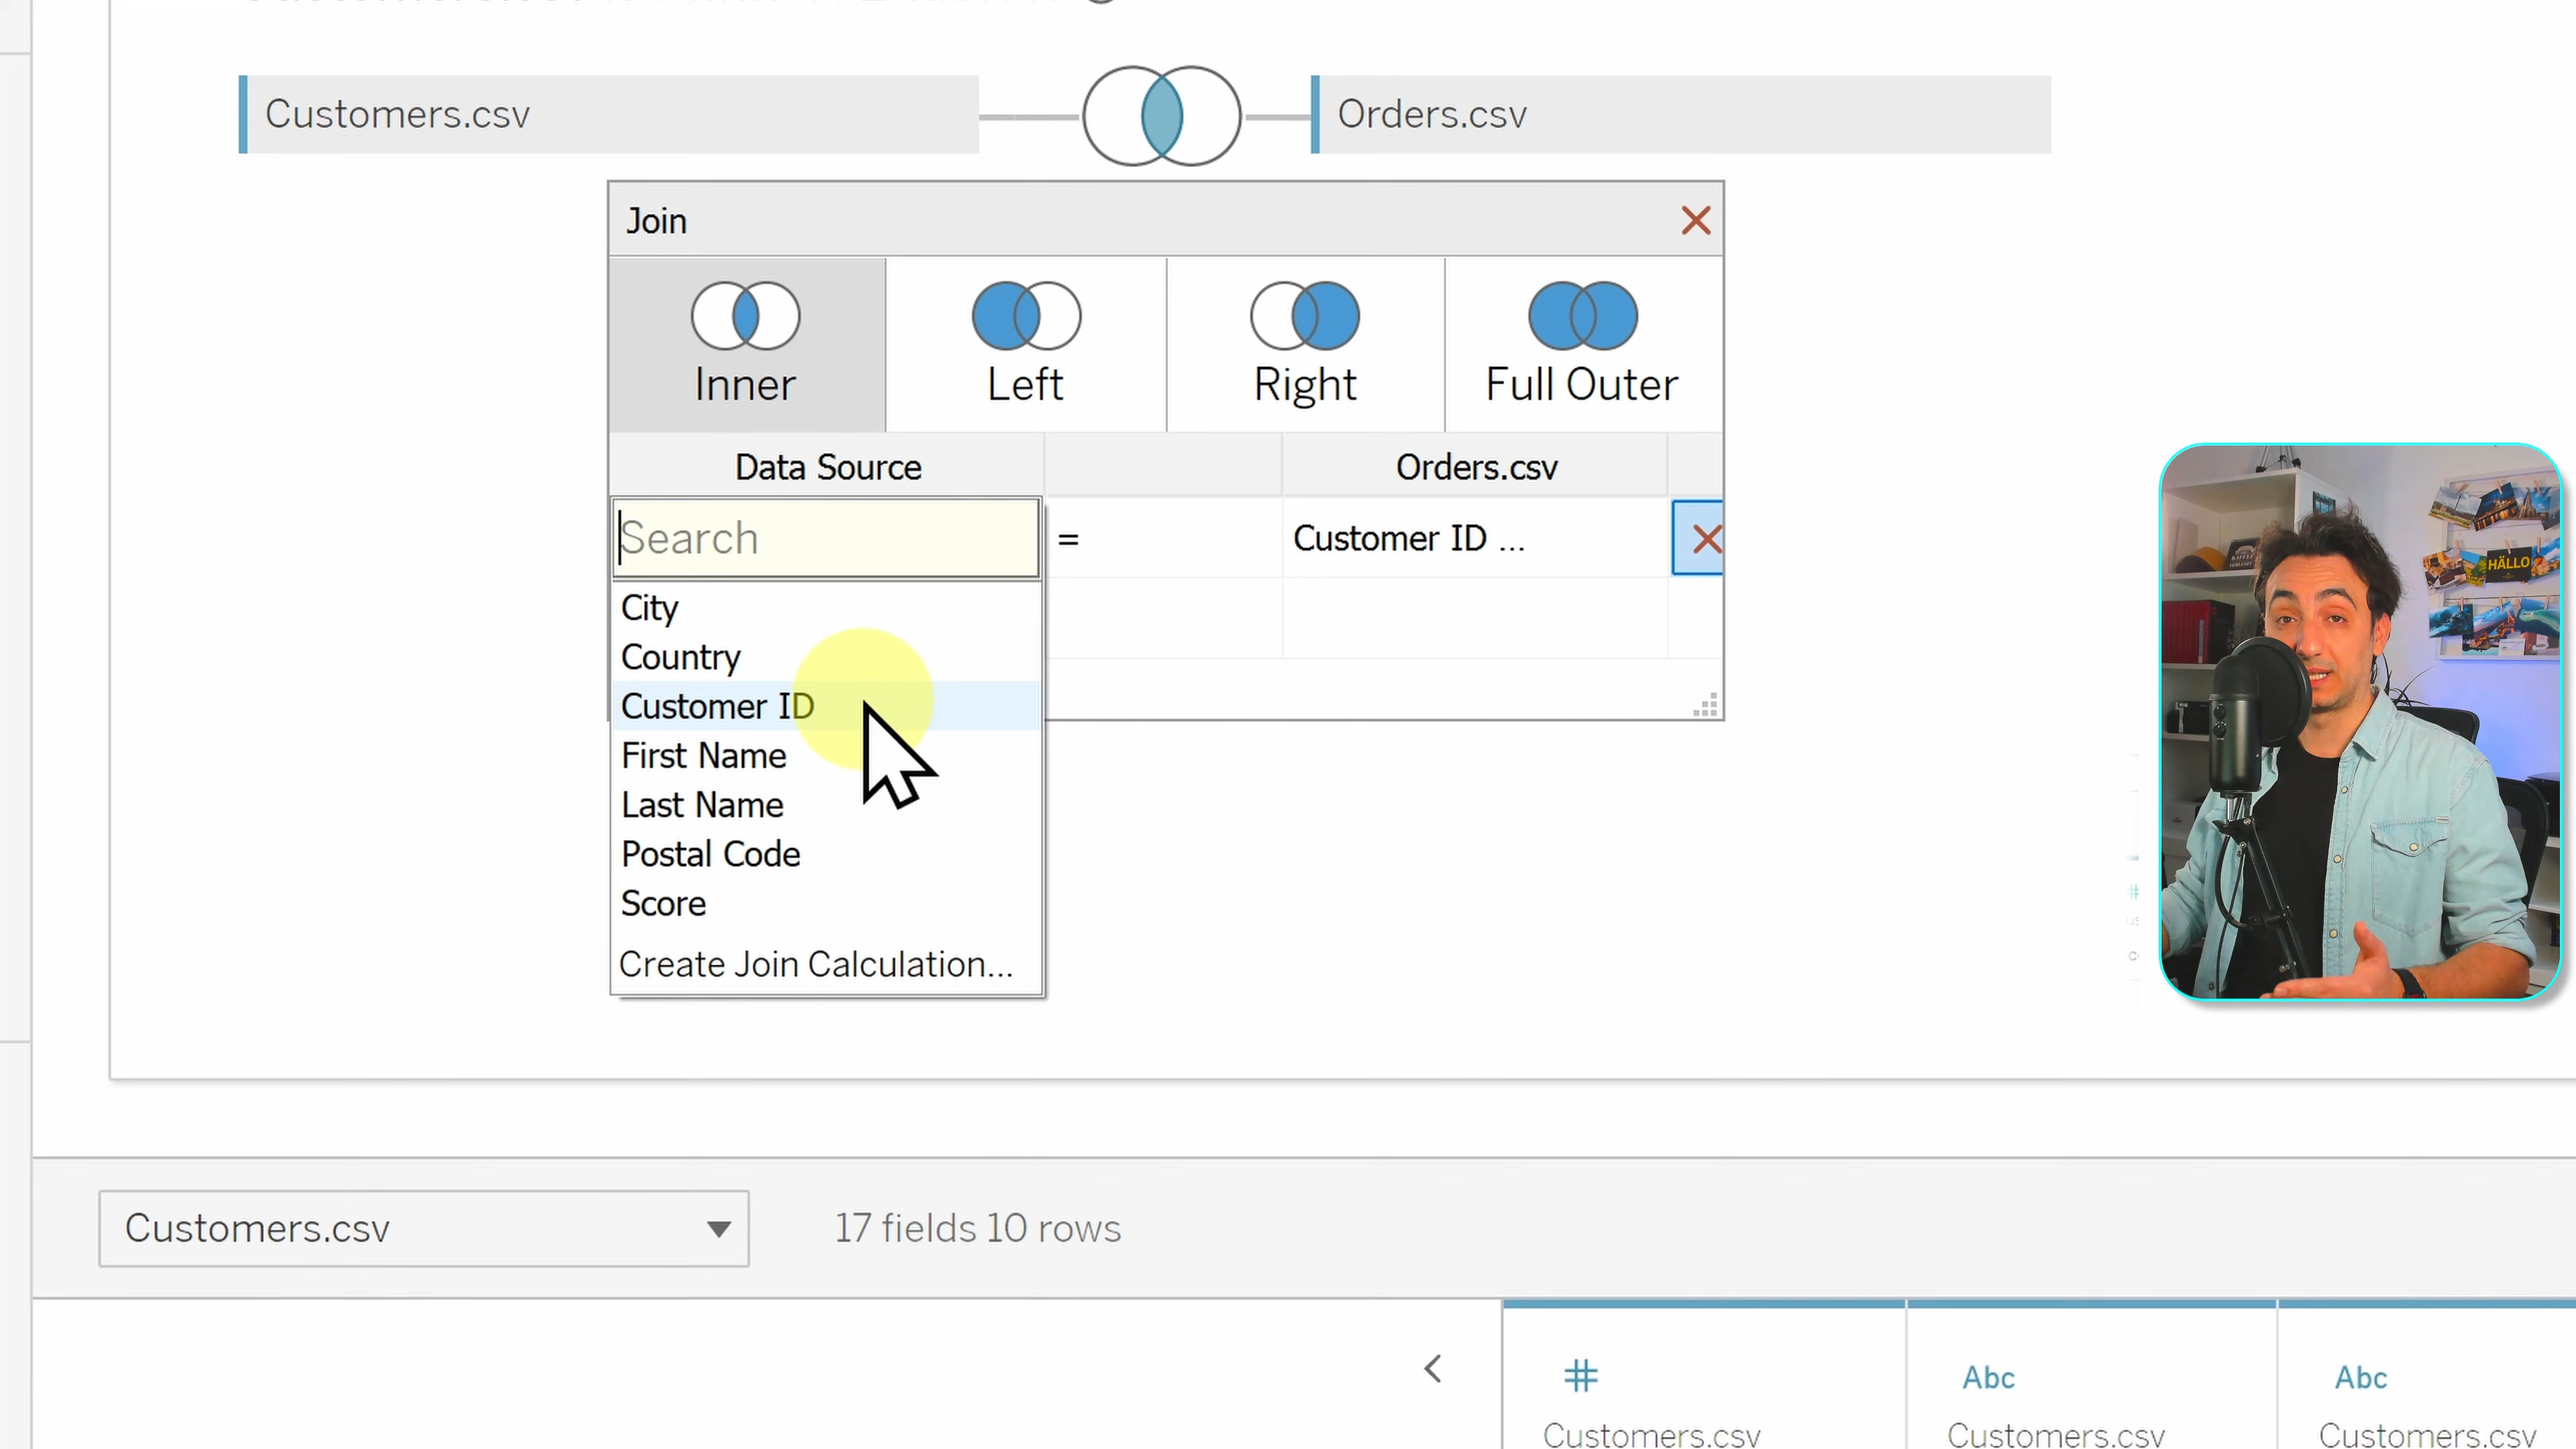 Customers.csv
Orders.csv
Join
Inner
Left
Right
Full Outer
Data Source
Orders.csv
Search
=
Customer ID ...
City
Country
Customer ID
First Name
Last Name
Postal Code
Score
Create Join Calculation...
HÄLLO
Customers.csv
17 fields 10 rows
#
Abc
Abc
Customers.csv
Customers.csv
Customers.csv